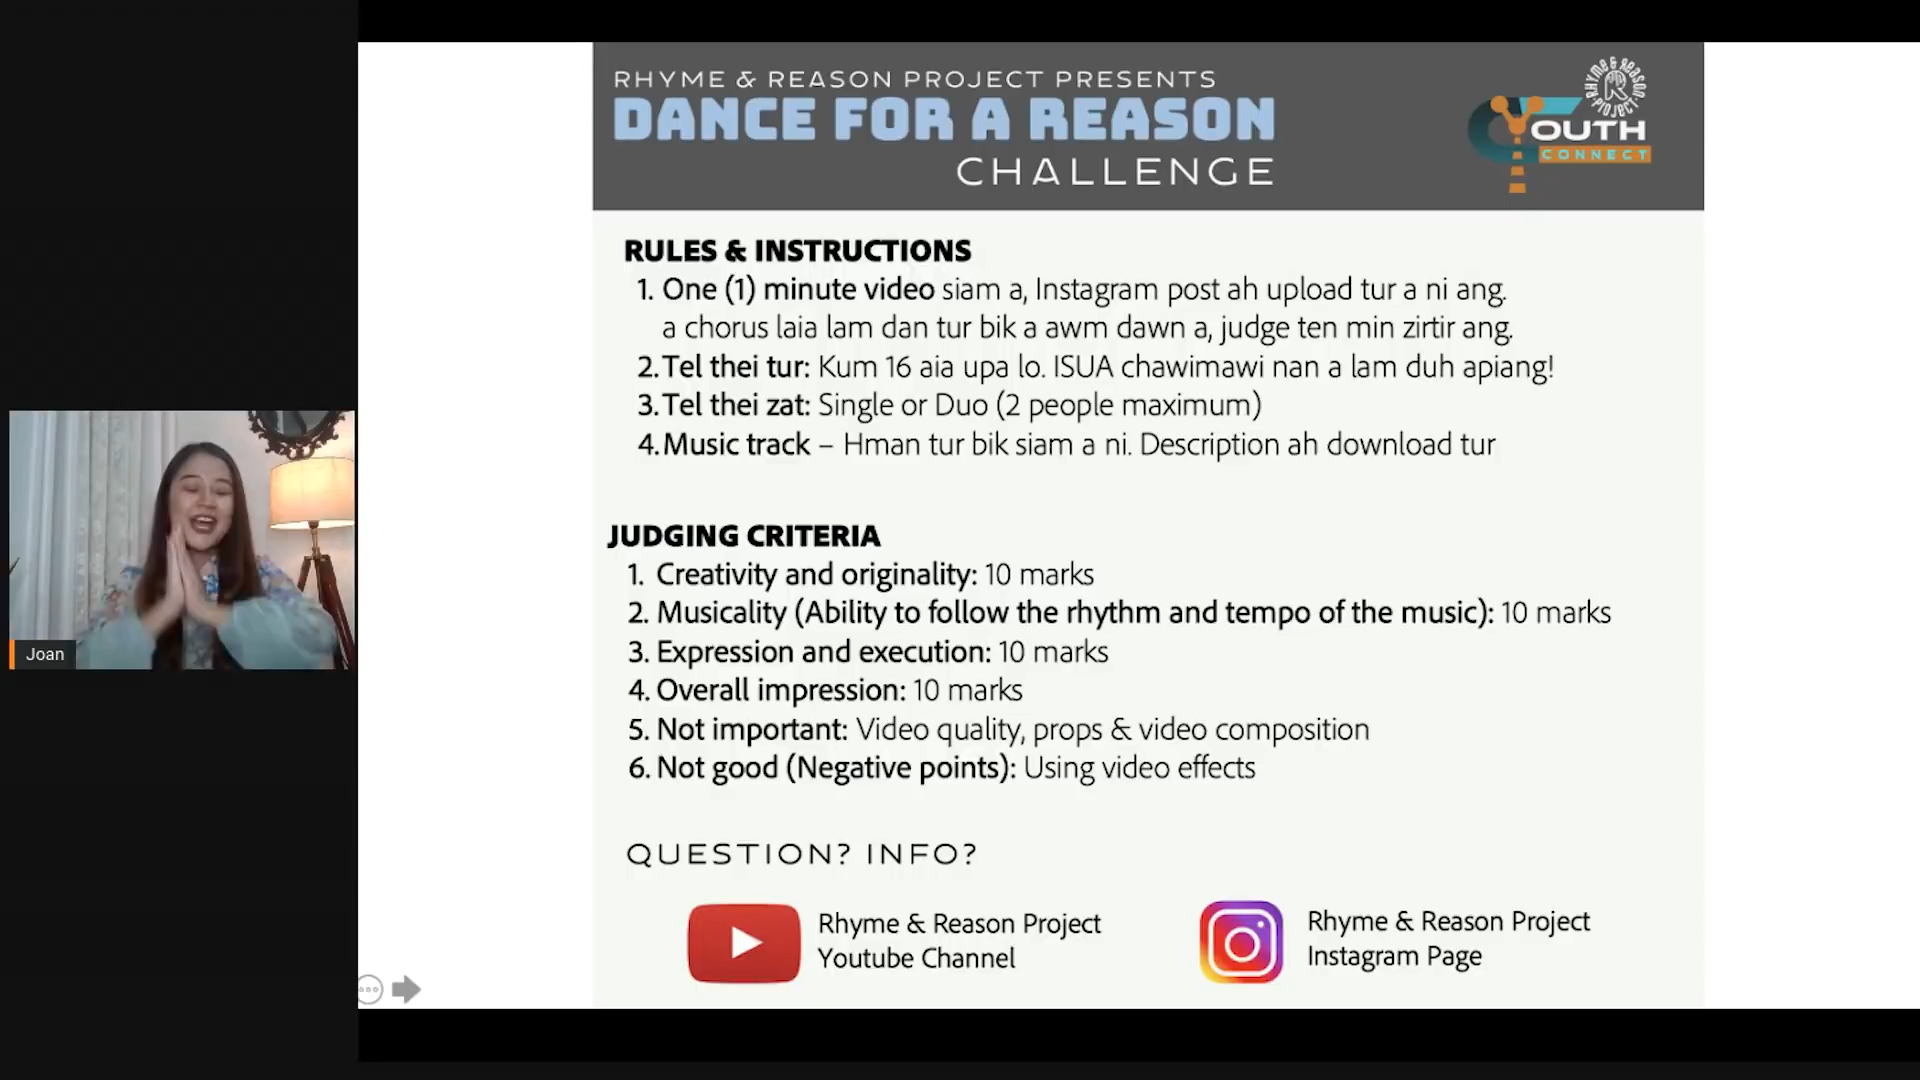 RHYME & REASON PROJECT PRESENTS
DANCE FOR A REASON
CHALLENGE
RHYME & REASON PROJECT
YOUTH
CONNECT
RULES & INSTRUCTIONS
1. One (1) minute video siam a, Instagram post ah upload tur a ni ang.
a chorus laia lam dan tur bik a awm dawn a, judge ten min zirtir ang.
2. Tel thei tur: Kum 16 aia upa lo. ISUA chawimawi nan a lam duh apiang!
3. Tel thei zat: Single or Duo (2 people maximum)
4. Music track – Hman tur bik siam a ni. Description ah download tur
JUDGING CRITERIA
1. Creativity and originality: 10 marks
2. Musicality (Ability to follow the rhythm and tempo of the music): 10 marks
3. Expression and execution: 10 marks
4. Overall impression: 10 marks
5. Not important: Video quality, props & video composition
6. Not good (Negative points): Using video effects
QUESTION? INFO?
Rhyme & Reason Project
Youtube Channel
Rhyme & Reason Project
Instagram Page
Joan